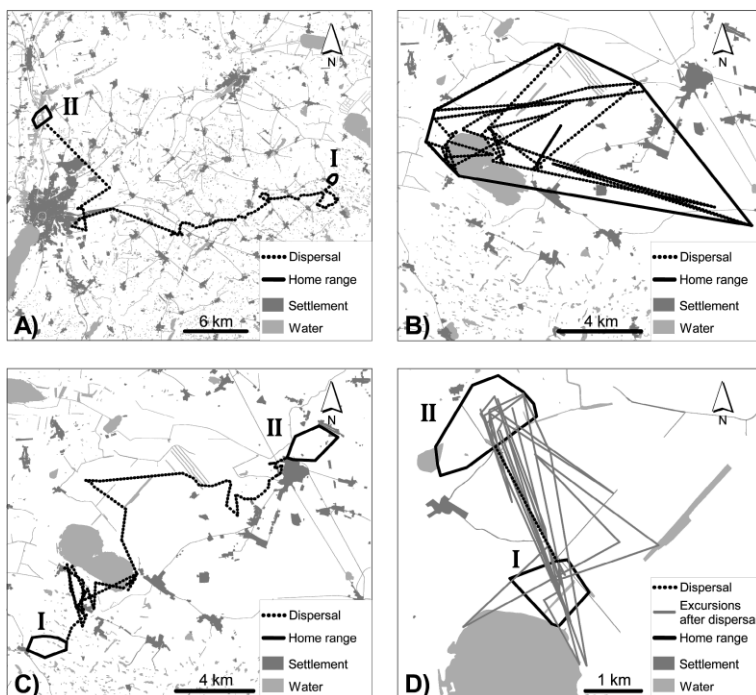 N
II
I
Dispersal
Home range
Settlement
Water
6 km
A)
N
Dispersal
Home range
Settlement
Water
4 km
B)
N
II
I
Dispersal
Home range
Settlement
Water
4 km
C)
N
II
I
Dispersal
Excursions
after dispersa
Home range
Settlement
Water
1 km
D)